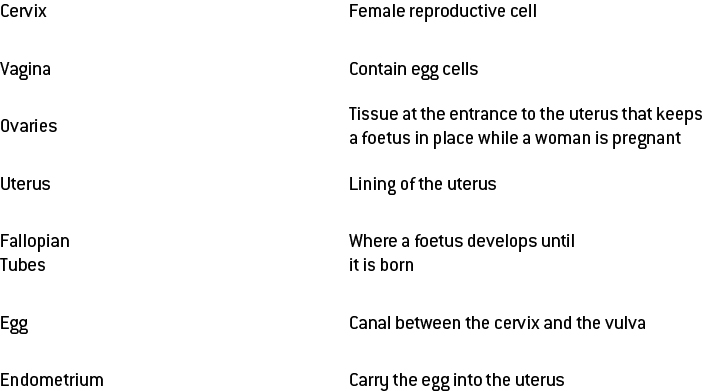 Cervix Female reproductive cell
Vagina Contain egg cells
Ovaries Tissue at the entrance to the uterus that keeps
a foetus in place while a woman is pregnant
Uterus Lining of the uterus
Fallopian Where a foetus develops until
Tubes it is born
Egg Canal between the cervix and the vulva
Endometrium Carry the egg into the uterus